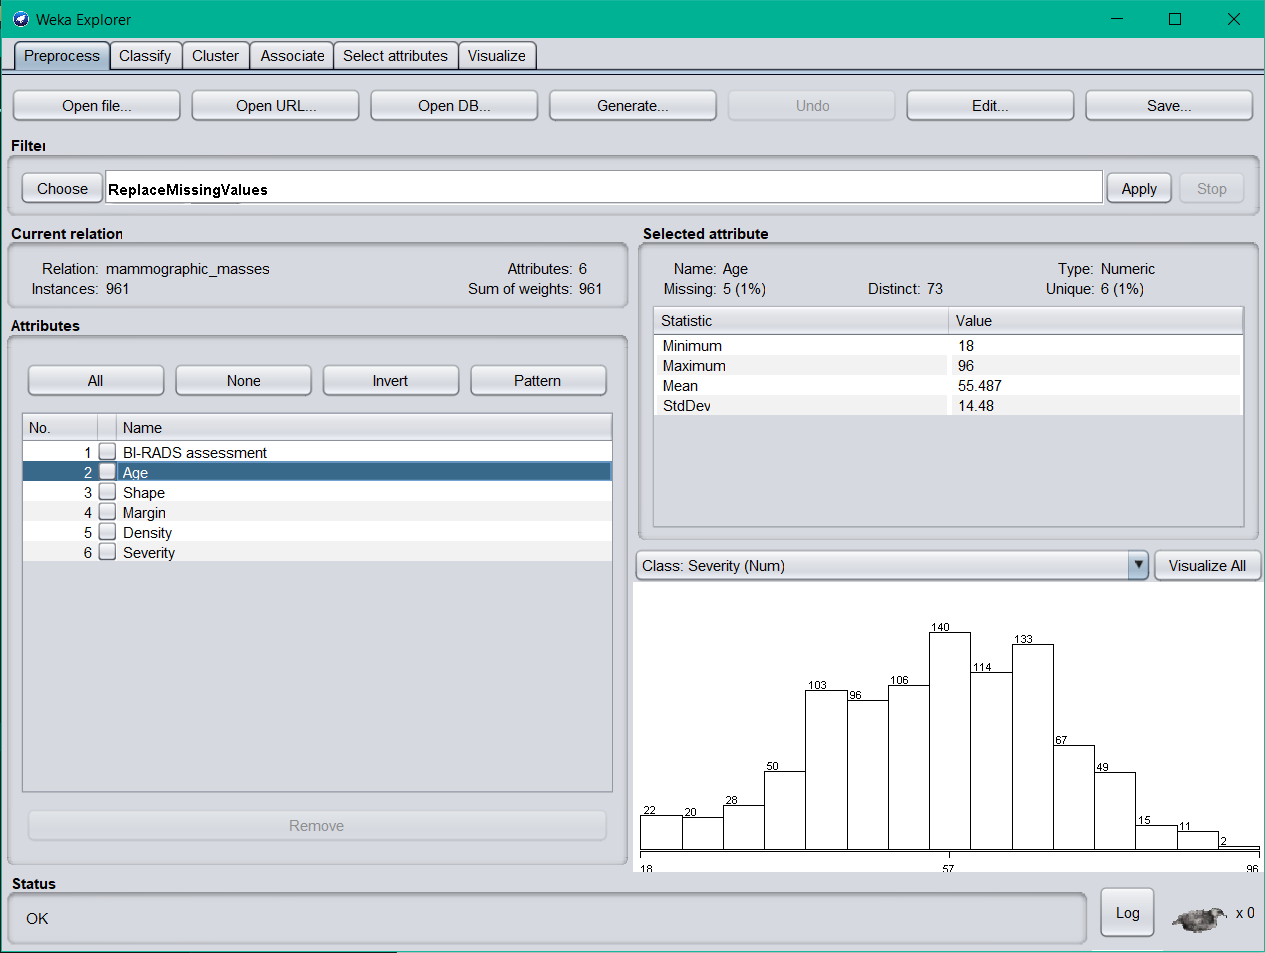 Weka Explorer
Preprocess Classify Cluster Associate Select attributes Visualize
Open file... Open URL... Open DB... Generate... Undo Edit... Save...
Filter
Choose ReplaceMissingValues Apply Stop
Current relation
Relation: mammographic_masses Attributes: 6
Instances: 961 Sum of weights: 961
Attributes
All None Invert Pattern
No. Name
1 BI-RADS assessment
2 Age
3 Shape
4 Margin
5 Density
6 Severity
Remove
Selected attribute
Name: Age Type: Numeric
Missing: 5 (1%) Distinct: 73 Unique: 6 (1%)
Statistic Value
Minimum 18
Maximum 96
Mean 55.487
StdDev 14.48
Class: Severity (Num) Visualize All
22 20 28 50 103 96 106 140 114 133 67 49 15 11 2
18 57 96
Status
OK
Log x 0